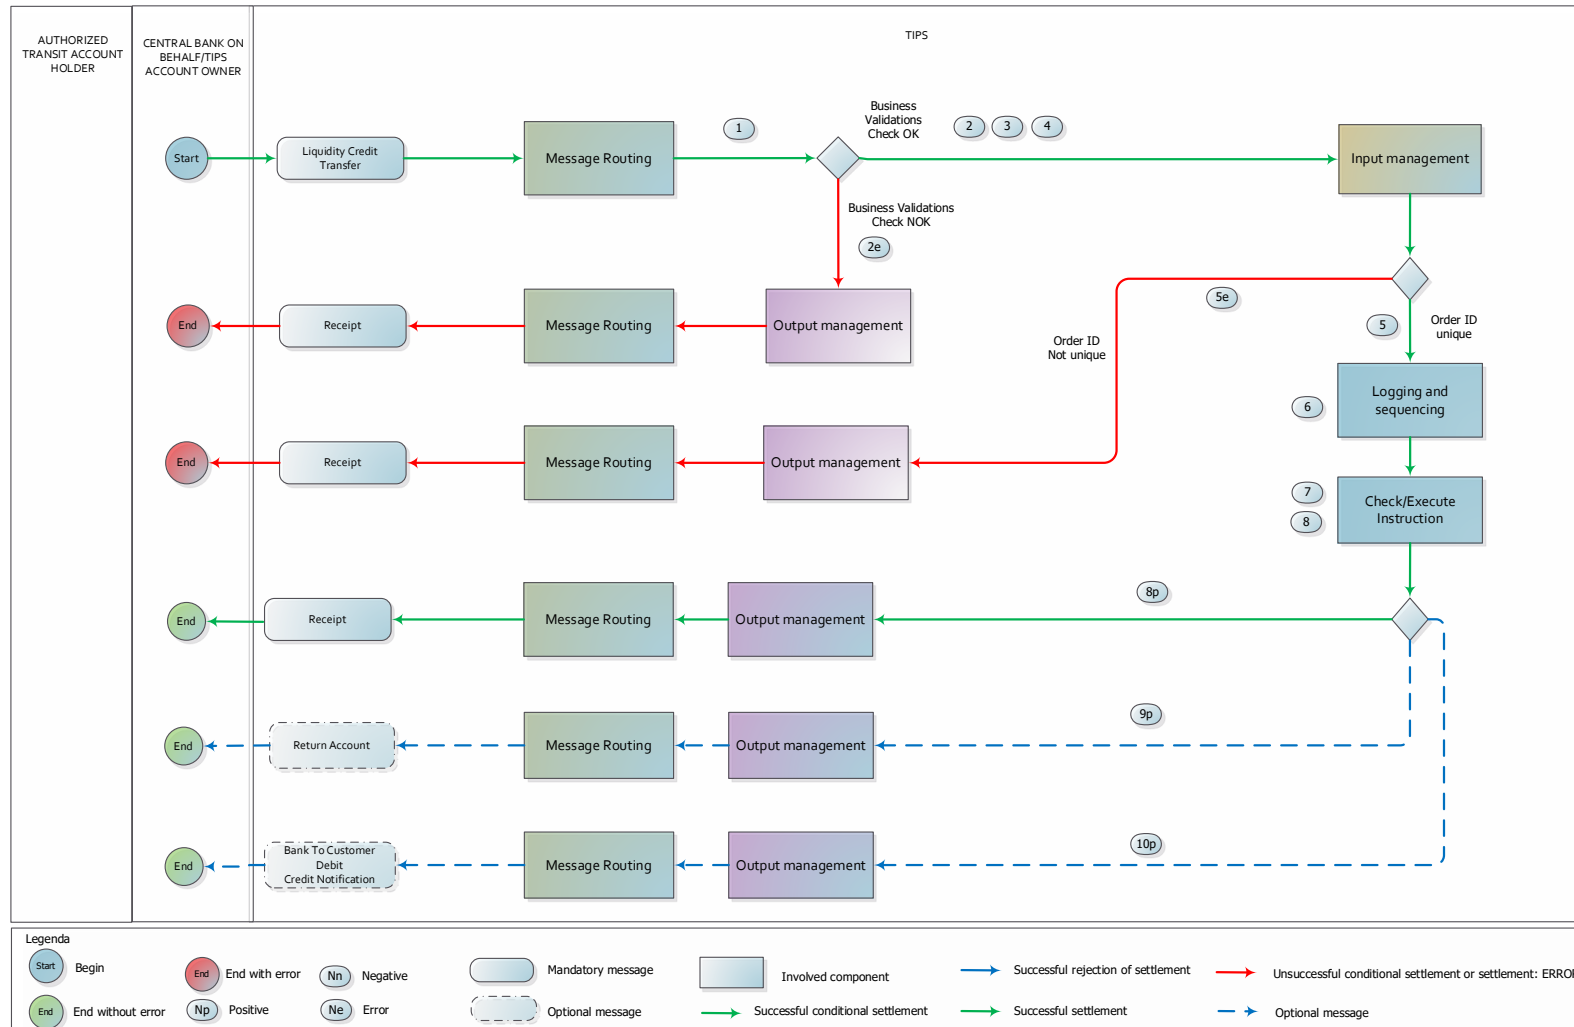 AUTHORIZED
TRANSIT ACCOUNT
HOLDER
CENTRAL BANK ON
BEHALF/TIPS
ACCOUNT OWNER
TIPS
Start
Liquidity Credit
Transfer
Message Routing
1
Business
Validations
Check OK
2
3
4
Input management
Business Validations
Check NOK
2e
End
Receipt
Message Routing
Output management
5e
5
Order ID
unique
Order ID
Not unique
Logging and
sequencing
6
End
Receipt
Message Routing
Output management
7
8
Check/Execute
Instruction
End
Receipt
Message Routing
Output management
8p
End
Return Account
Message Routing
Output management
9p
End
Bank To Customer
Debit
Credit Notification
Message Routing
Output management
10p
Legenda
Start
Begin
End
End with error
Nn
Negative
Mandatory message
Involved component
Successful rejection of settlement
Unsuccessful conditional settlement or settlement: ERROR
End
End without error
Np
Positive
Ne
Error
Optional message
Successful conditional settlement
Successful settlement
Optional message